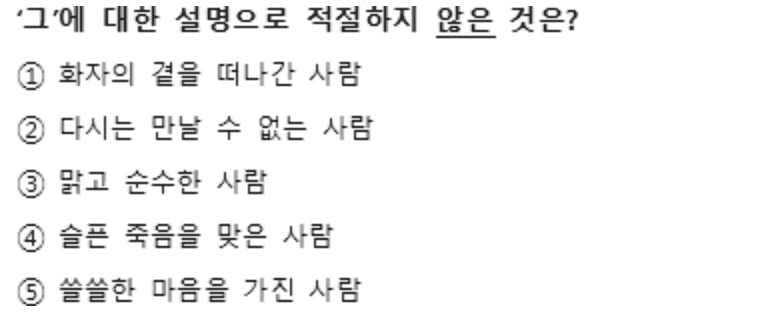 ‘그’에 대한 설명으로 적절하지 않은 것은?
① 화자의 곁을 떠나간 사람
② 다시는 만날 수 없는 사람
③ 맑고 순수한 사람
④ 슬픈 죽음을 맞은 사람
⑤ 쓸쓸한 마음을 가진 사람